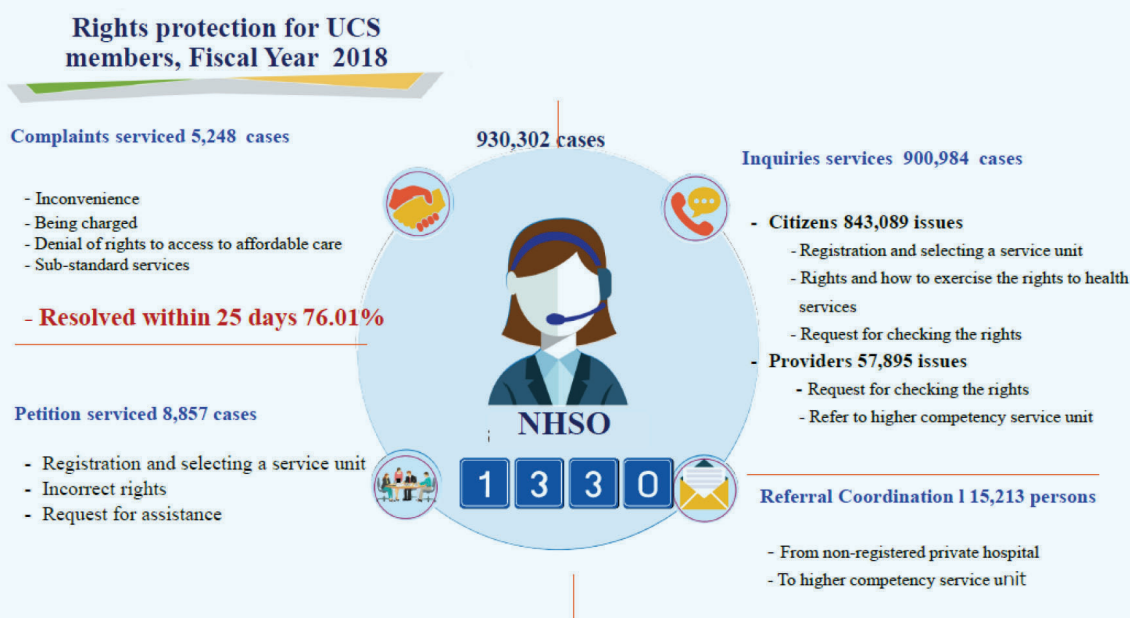 Rights protection for UCS
members, Fiscal Year 2018
Complaints serviced 5,248 cases
- Inconvenience
- Being charged
- Denial of rights to access to affordable care
- Sub-standard services
- Resolved within 25 days 76.01%
Petition serviced 8,857 cases
- Registration and selecting a service unit
- Incorrect rights
- Request for assistance
930,302 cases
NHSO
;
1 3 3 0
Inquiries services 900,984 cases
- Citizens 843,089 issues
- Registration and selecting a service unit
- Rights and how to exercise the rights to health
services
- Request for checking the rights
- Providers 57,895 issues
- Request for checking the rights
- Refer to higher competency service unit
Referral Coordination l 15,213 persons
- From non-registered private hospital
- To higher competency service unit